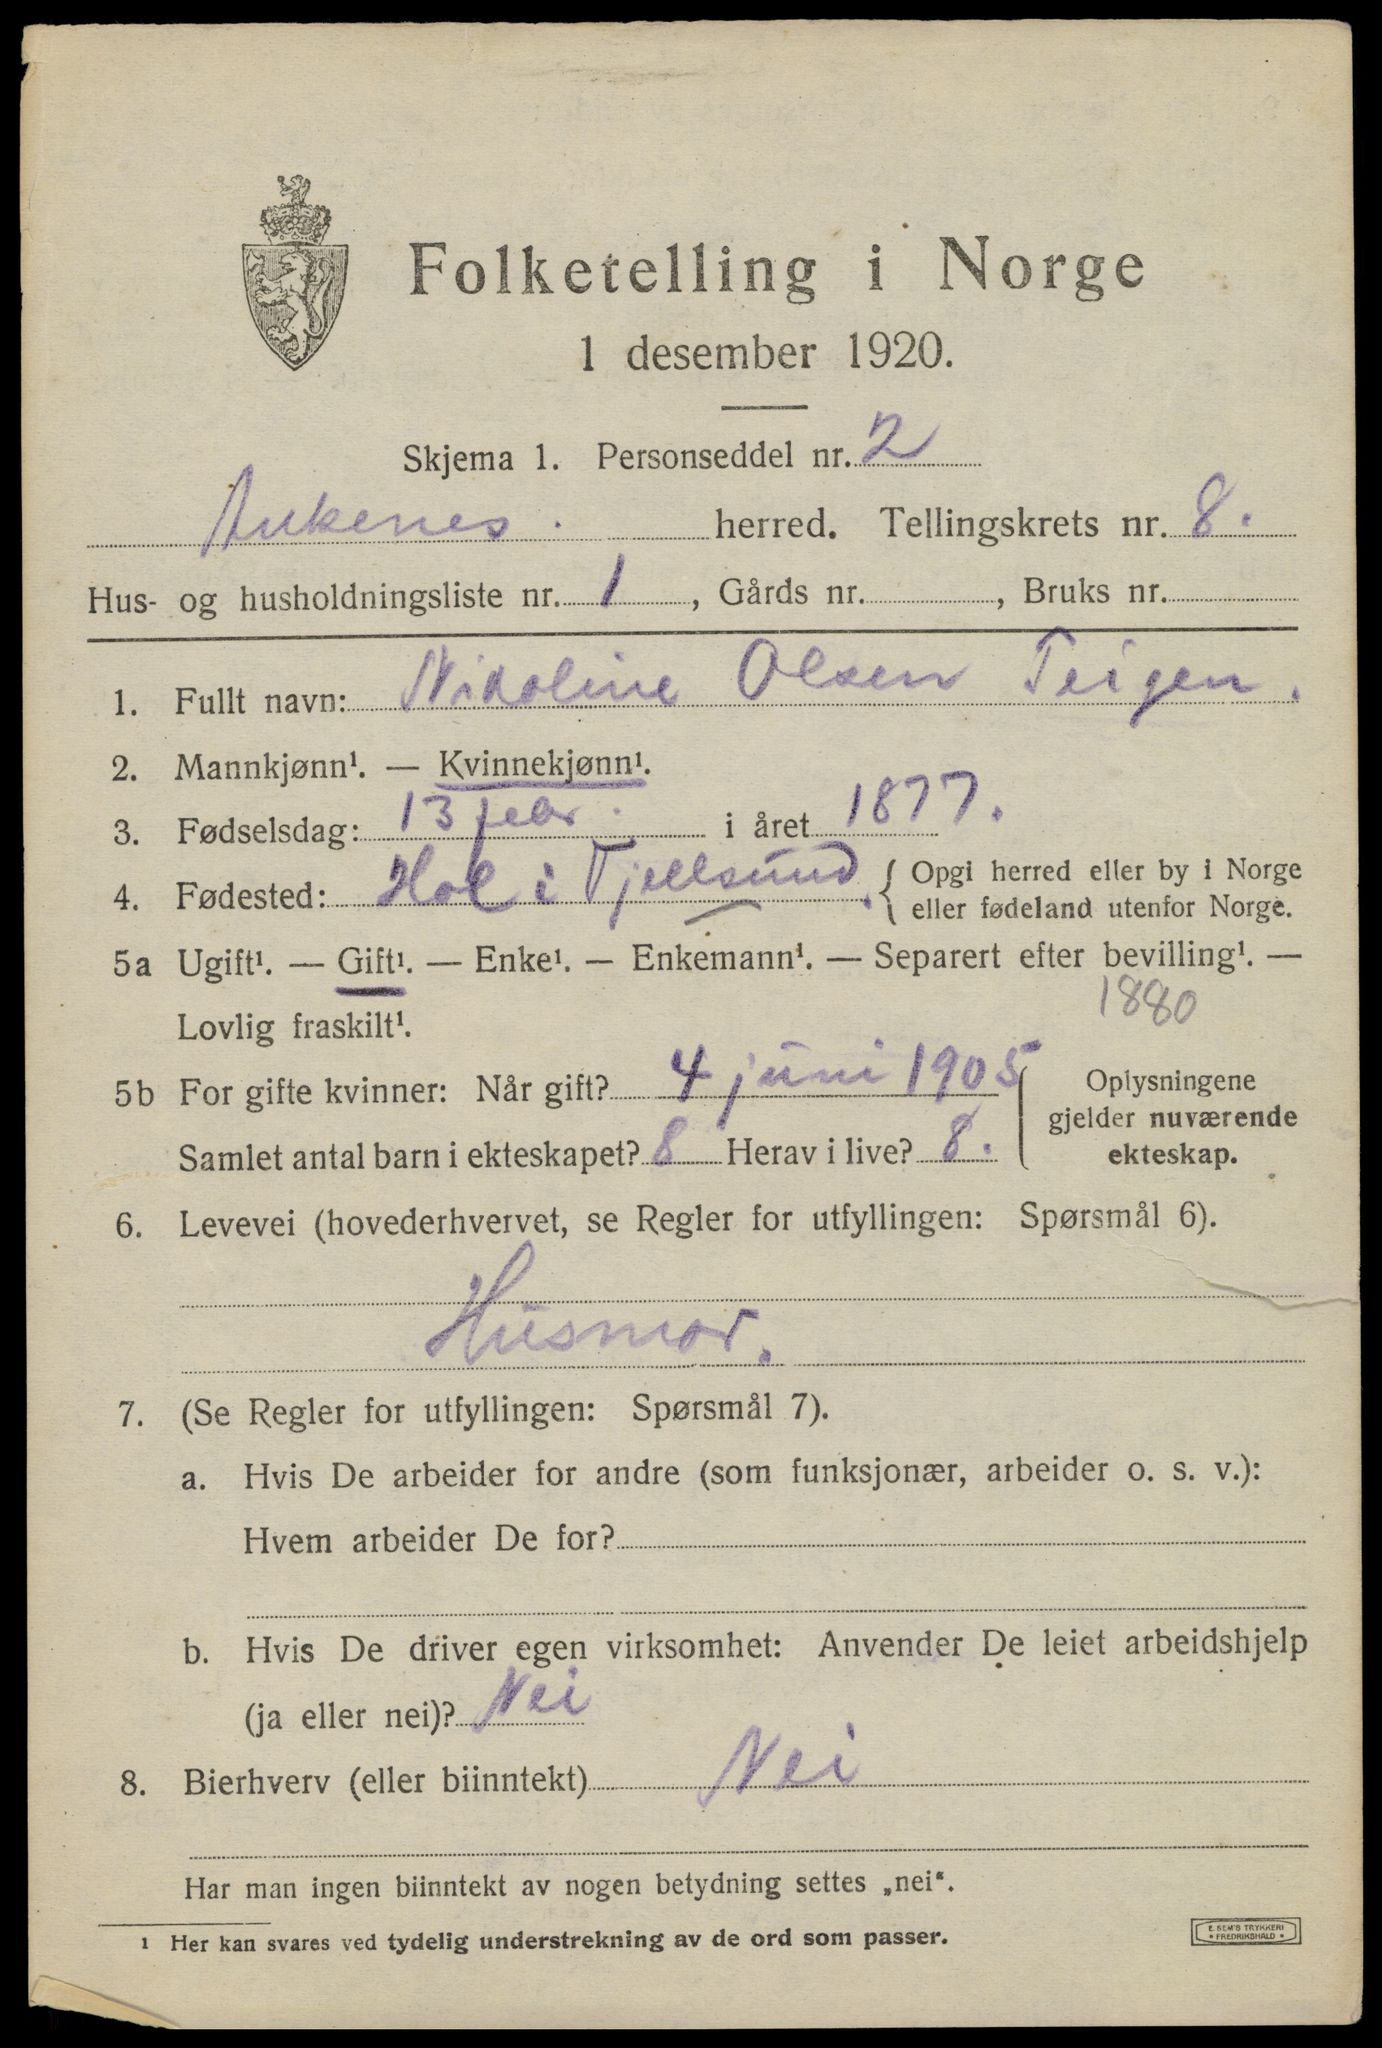 Folketelling i Norge
1 desember 1920.
Skjema 1. Personseddel nr. 2
Ankenes. herred. Tellingskrets nr. 8.
Hus- og husholdningsliste nr. 1, Gårds nr. , Bruks nr.
1. Fullt navn: Nikoline Olsen Teigen.
2. Mannkjønn¹. — Kvinnekjønn¹.
3. Fødselsdag: 13 febr. i året 1877.
4. Fødested: Hol i Tjellsund. { Opgi herred eller by i Norge
eller fødeland utenfor Norge.
5a Ugift¹. — Gift¹. — Enke¹. — Enkemann¹. — Separert efter bevilling¹. —
Lovlig fraskilt¹. 1880
5b For gifte kvinner: Når gift? 4 juni 1905
Samlet antal barn i ekteskapet? 8 Herav i live? 8.
Oplysningene
gjelder nuværende
ekteskap.
6. Levevei (hovederhvervet, se Regler for utfyllingen: Spørsmål 6).
Husmor.
7. (Se Regler for utfyllingen: Spørsmål 7).
a. Hvis De arbeider for andre (som funksjonær, arbeider o. s. v.):
Hvem arbeider De for?
b. Hvis De driver egen virksomhet: Anvender De leiet arbeidshjelp
(ja eller nei)? Nei
8. Bierhverv (eller biinntekt) Nei
Har man ingen biinntekt av nogen betydning settes „nei“.
¹ Her kan svares ved tydelig understrekning av de ord som passer.
E. SEM'S TRYKKERI
• FREDRIKSHALD •